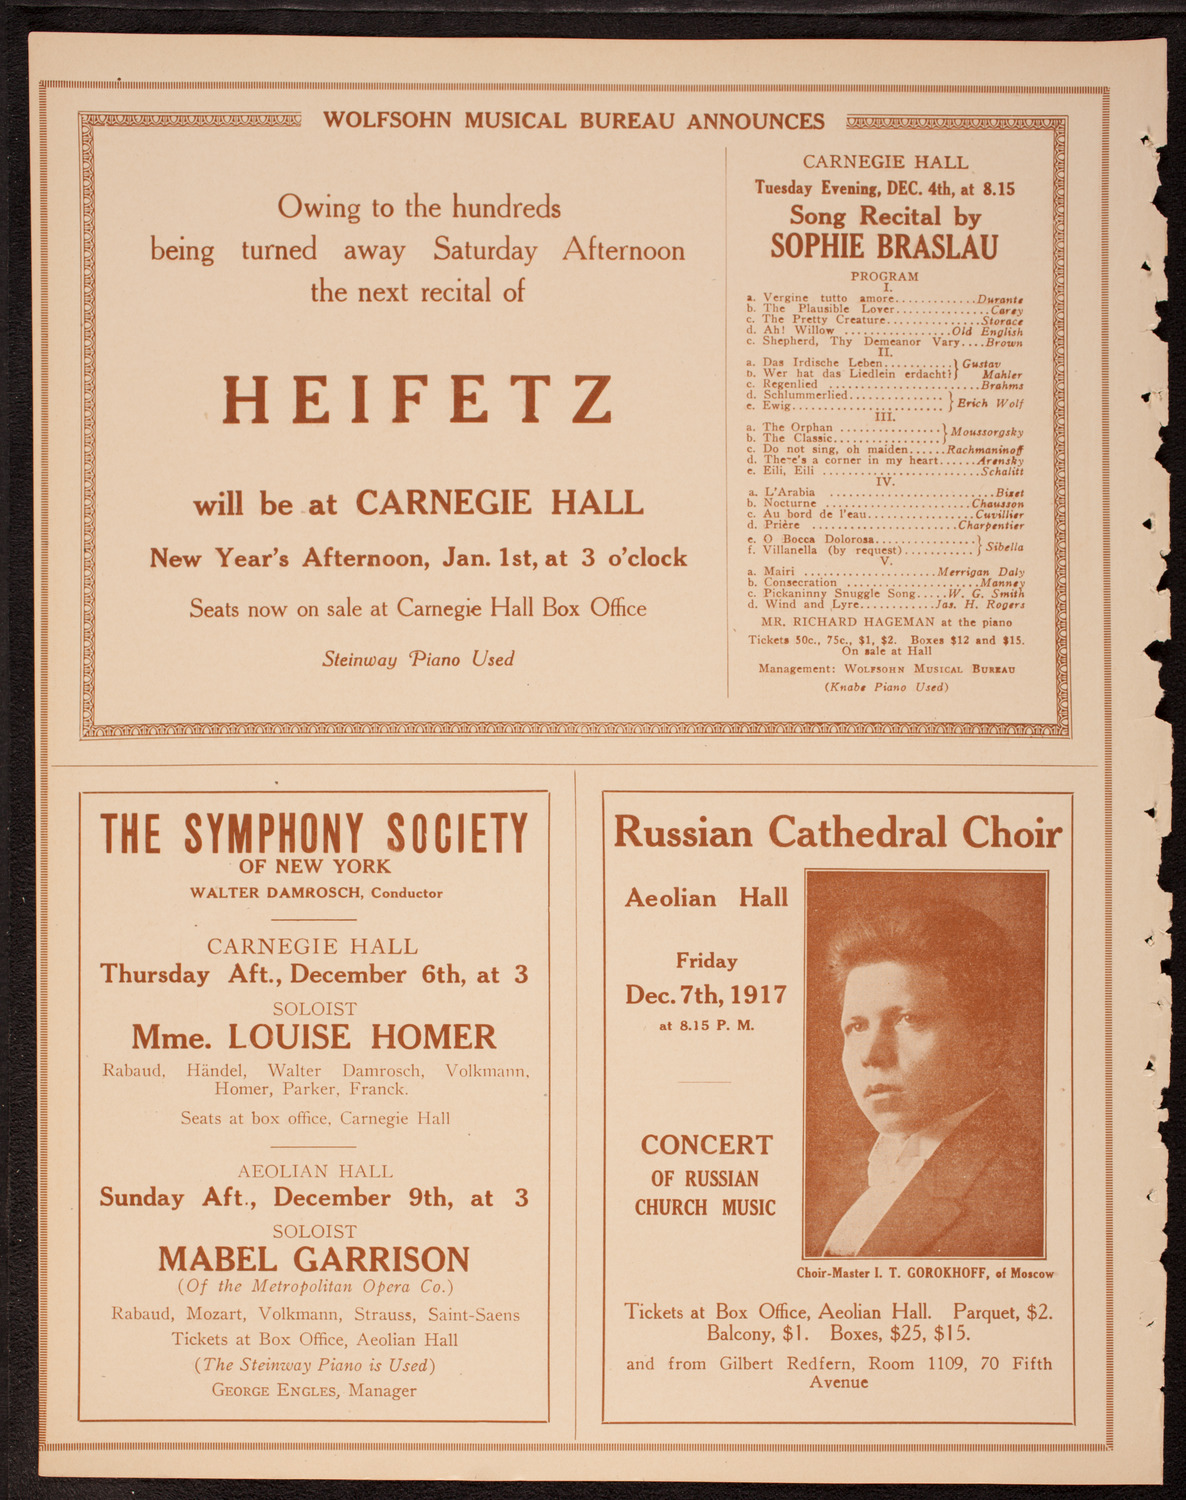 WOLFSOHN MUSICAL BUREAU ANNOUNCES
Owing to the hundreds
being turned away Saturday Afternoon
the next recital of
HEIFETZ
will be at CARNEGIE HALL
New Year's Afternoon, Jan. 1st, at 3 o'clock
Seats now on sale at Carnegie Hall Box Office
Steinway Piano Used
CARNEGIE HALL
Tuesday Evening, DEC. 4th, at 8.15
Song Recital by
SOPHIE BRASLAU
PROGRAM
I.
a. Vergine tutto amore.............Durante
b. The Plausible Lover...............Carey
c. The Pretty Creature...............Storace
d. Ah! Willow .................Old English
c. Shepherd, Thy Demeanor Vary....Brown
II.
a. Das Irdische Leben...........} Gustav
b. Wer hat das Liedlein erdacht?} Mahler
c. Regenlied ........................Brahms
d. Schlummerlied...............}
e. Ewig........................} Erich Wolf
III.
a. The Orphan ................} Moussorgsky
b. The Classic.................}
c. Do not sing, oh maiden......Rachmaninoff
d. There's a corner in my heart......Arensky
e. Eili, Eili .........................Schalitt
IV.
a. L'Arabia ..........................Bizet
b. Nocturne .......................Chausson
c. Au bord de l'eau.................Cuvillier
d. Prière .......................Charpentier
e. O Bocca Dolorosa................}
f. Villanella (by request)...........} Sibella
V.
a. Mairi .....................Merrigan Daly
b. Consecration .....................Manney
c. Pickaninny Snuggle Song.....W. G. Smith
d. Wind and Lyre............Jas. H. Rogers
MR. RICHARD HAGEMAN at the piano
Tickets 50c., 75c., $1, $2. Boxes $12 and $15.
On sale at Hall
Management: WOLFSOHN MUSICAL BUREAU
(Knabe Piano Used)
THE SYMPHONY SOCIETY
OF NEW YORK
WALTER DAMROSCH, Conductor
CARNEGIE HALL
Thursday Aft., December 6th, at 3
SOLOIST
Mme. LOUISE HOMER
Rabaud, Händel, Walter Damrosch, Volkmann,
Homer, Parker, Franck.
Seats at box office, Carnegie Hall
AEOLIAN HALL
Sunday Aft., December 9th, at 3
SOLOIST
MABEL GARRISON
(Of the Metropolitan Opera Co.)
Rabaud, Mozart, Volkmann, Strauss, Saint-Saens
Tickets at Box Office, Aeolian Hall
(The Steinway Piano is Used)
GEORGE ENGLES, Manager
Russian Cathedral Choir
Aeolian Hall
Friday
Dec. 7th, 1917
at 8.15 P. M.
CONCERT
OF RUSSIAN
CHURCH MUSIC
Choir-Master I. T. GOROKHOFF, of Moscow
Tickets at Box Office, Aeolian Hall. Parquet, $2.
Balcony, $1. Boxes, $25, $15.
and from Gilbert Redfern, Room 1109, 70 Fifth
Avenue